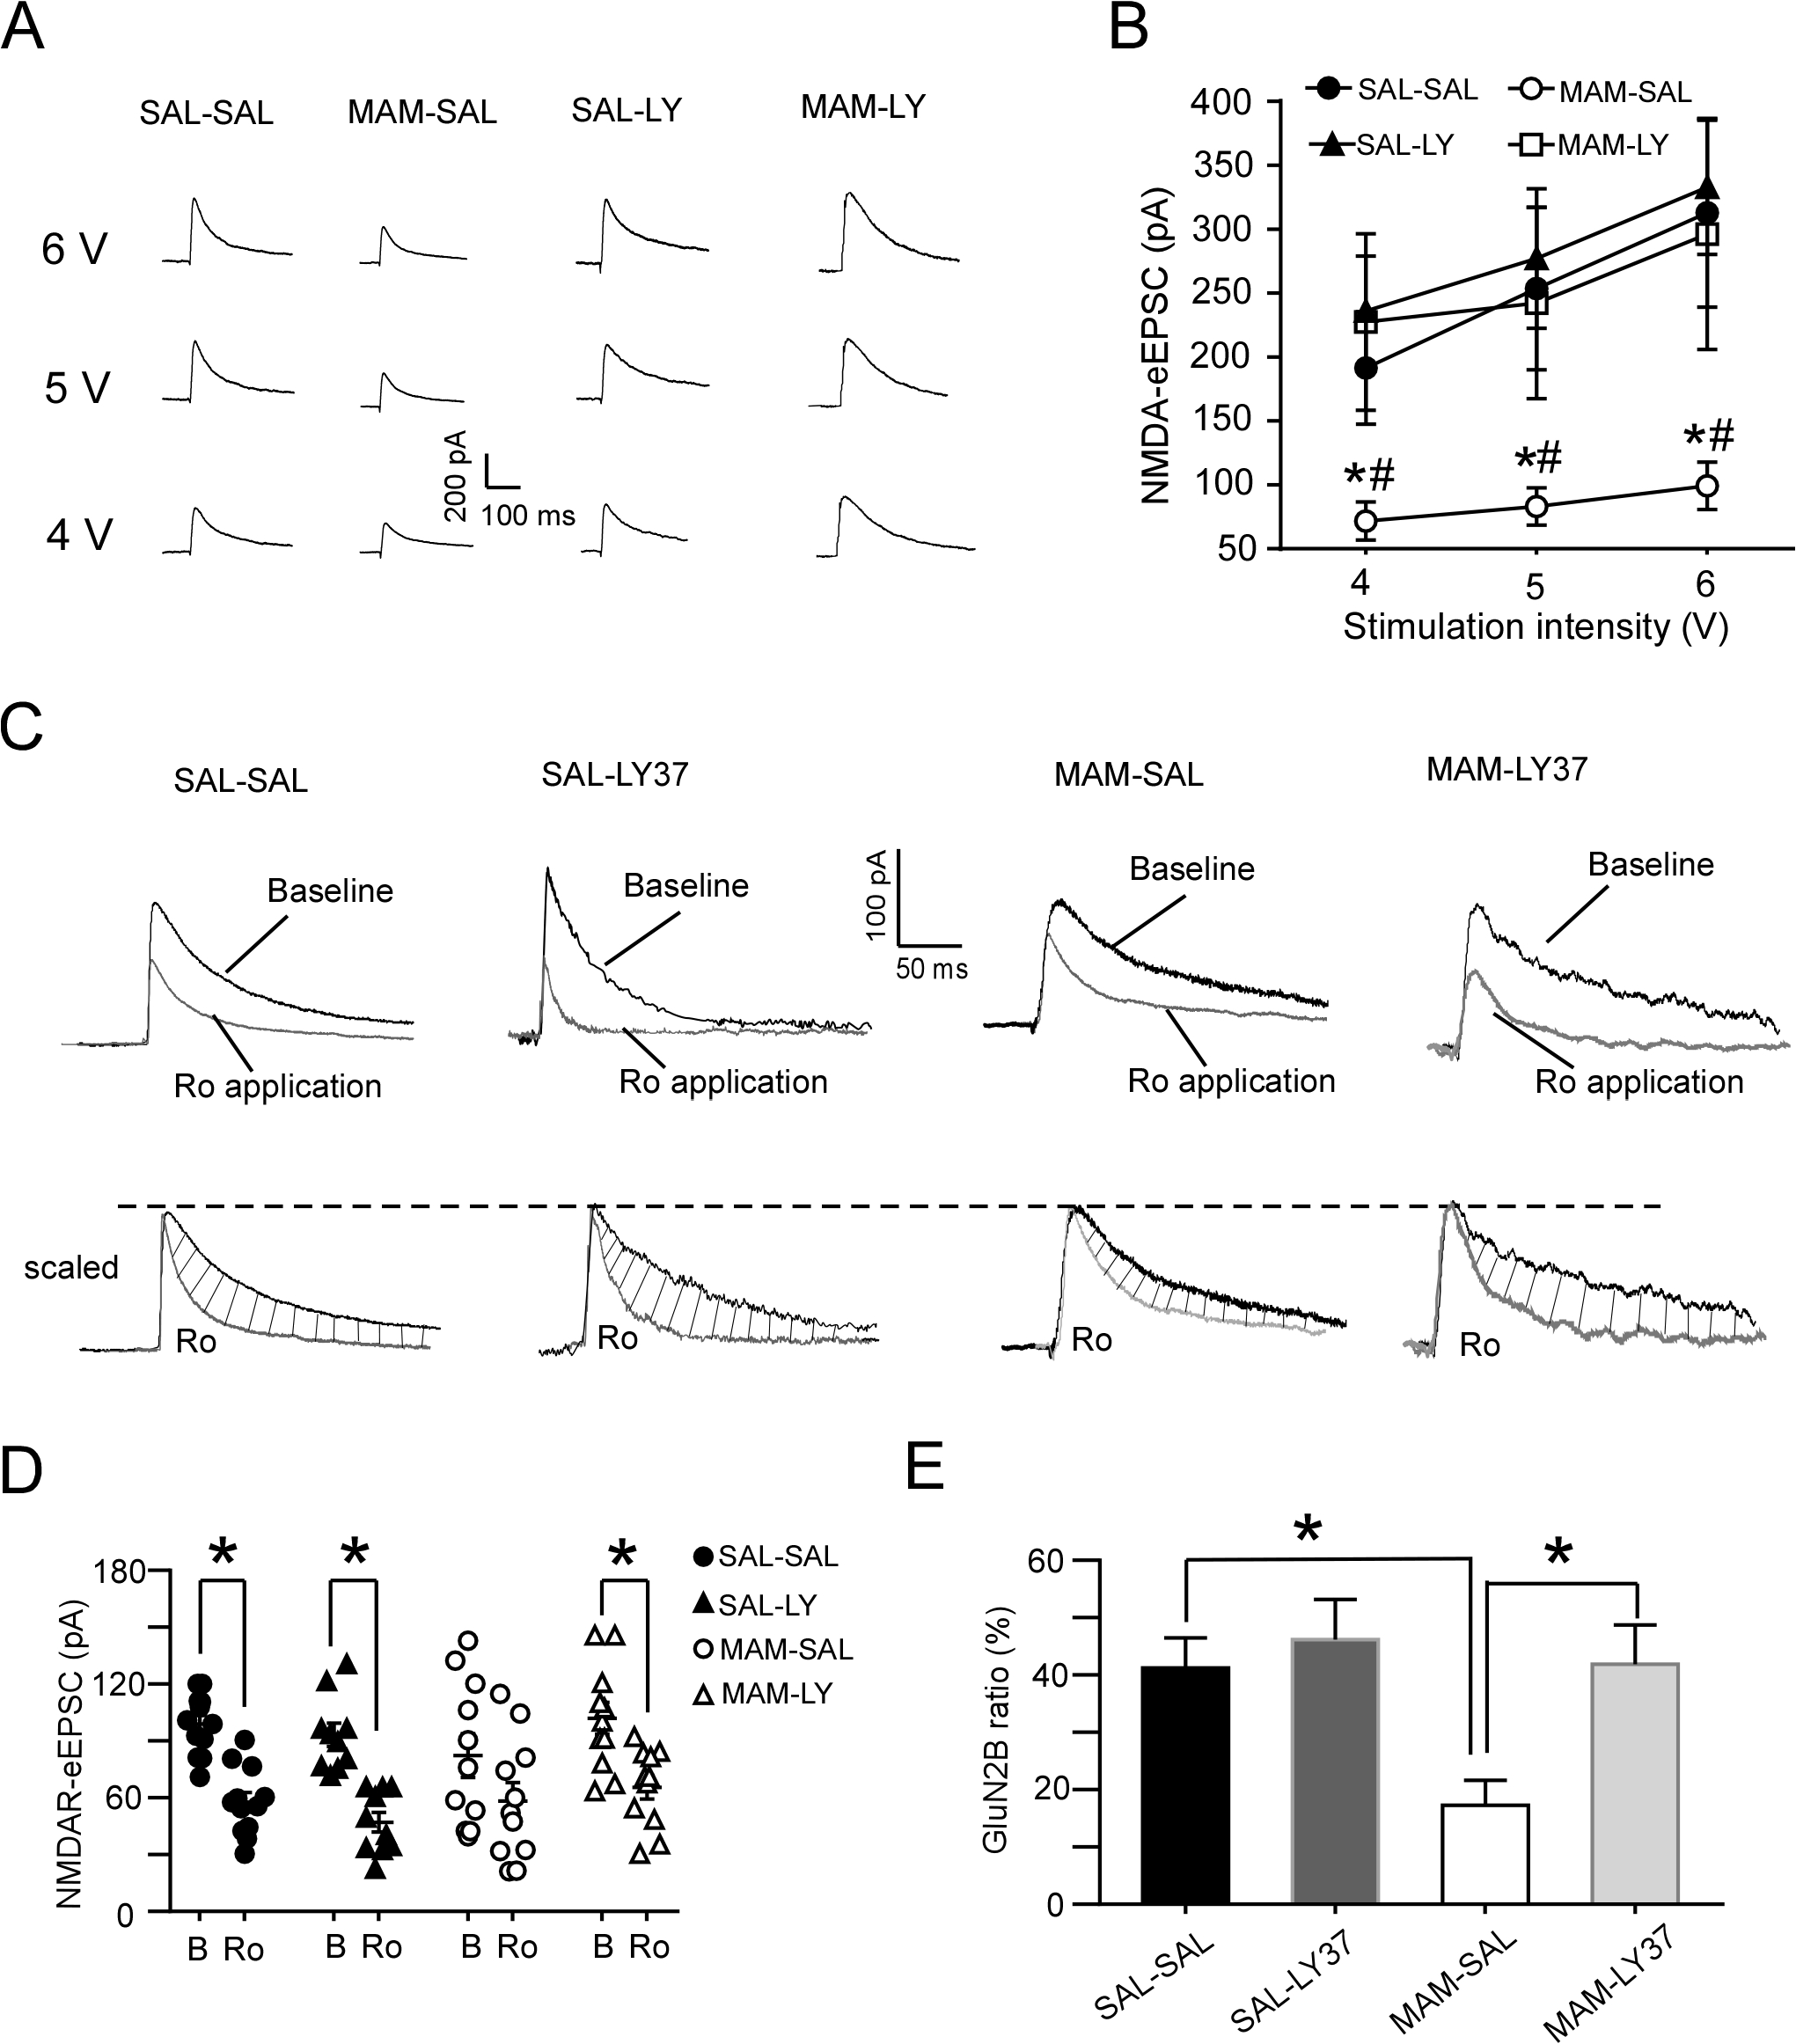 A
SAL-SAL MAM-SAL SAL-LY MAM-LY
6 V
5 V
4 V
200 pA
100 ms
B
SAL-SAL MAM-SAL
SAL-LY MAM-LY
NMDA-eEPSC (pA)
400
350
300
250
200
150
100
50
*# *# *#
4 5 6
Stimulation intensity (V)
C
SAL-SAL SAL-LY37 MAM-SAL MAM-LY37
Baseline Baseline Baseline Baseline
100 pA
50 ms
Ro application Ro application Ro application Ro application
scaled
Ro Ro Ro Ro
D
NMDAR-eEPSC (pA)
180
120
60
0
* * *
B Ro B Ro B Ro B Ro
SAL-SAL
SAL-LY
MAM-SAL
MAM-LY
E
GluN2B ratio (%)
60
40
20
0
* *
SAL-SAL SAL-LY37 MAM-SAL MAM-LY37